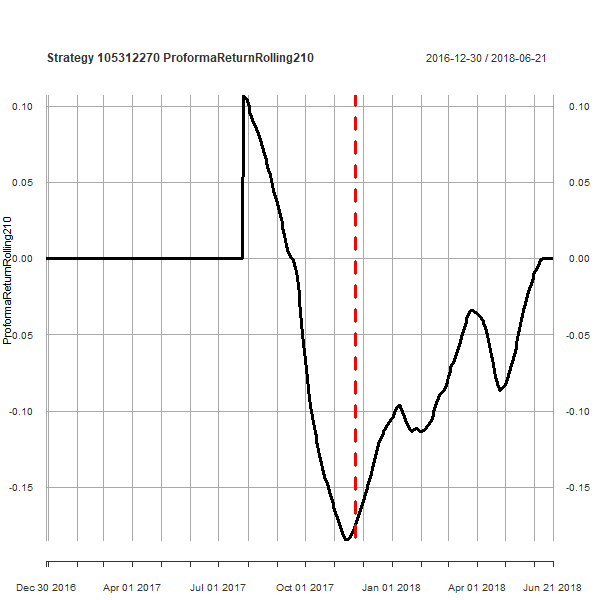 Strategy 105312270 ProformaReturnRolling210
2016-12-30 / 2018-06-21
0.10 0.10
0.05 0.05
0.00 0.00
-0.05 -0.05
-0.10 -0.10
-0.15 -0.15
ProformaReturnRolling210
Dec 30 2016 Apr 01 2017 Jul 01 2017 Oct 01 2017 Jan 01 2018 Apr 01 2018 Jun 21 2018